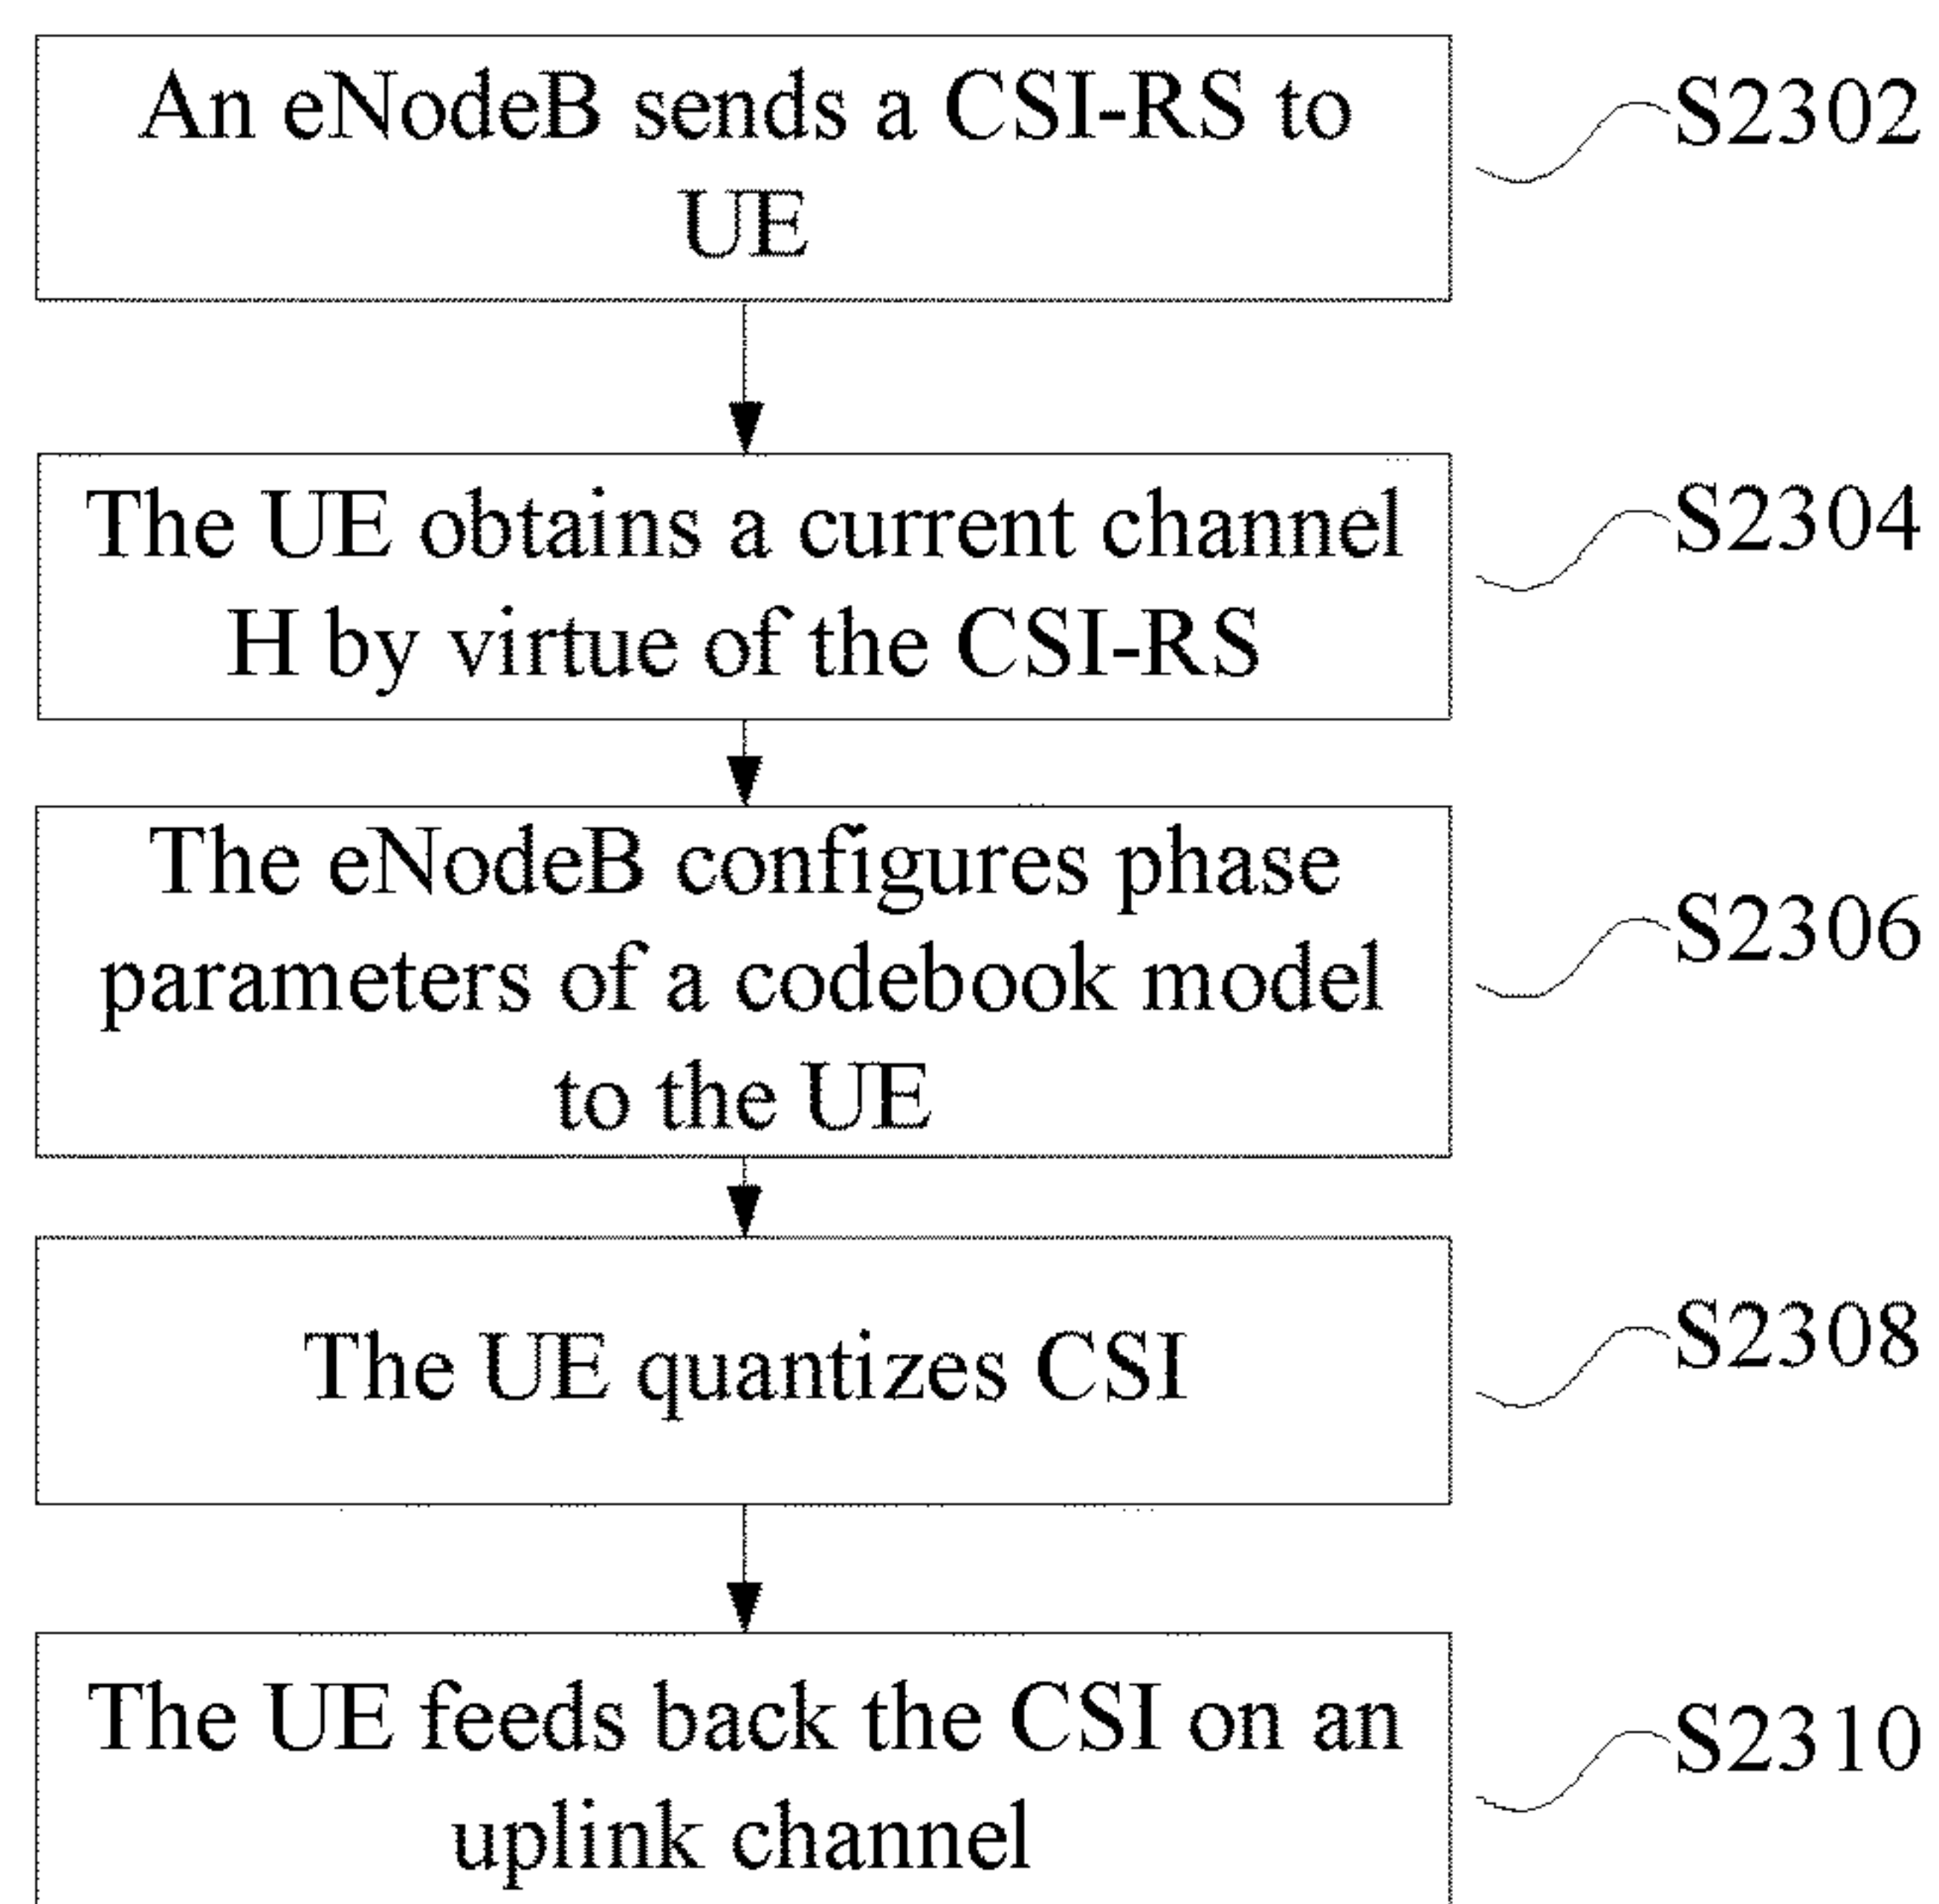 An eNodeB sends a CSI-RS to
UE
S2302
The UE obtains a current channel
H by virtue of the CSI-RS
S2304
The eNodeB configures phase
parameters of a codebook model
to the UE
S2306
The UE quantizes CSI
S2308
The UE feeds back the CSI on an
uplink channel
S2310